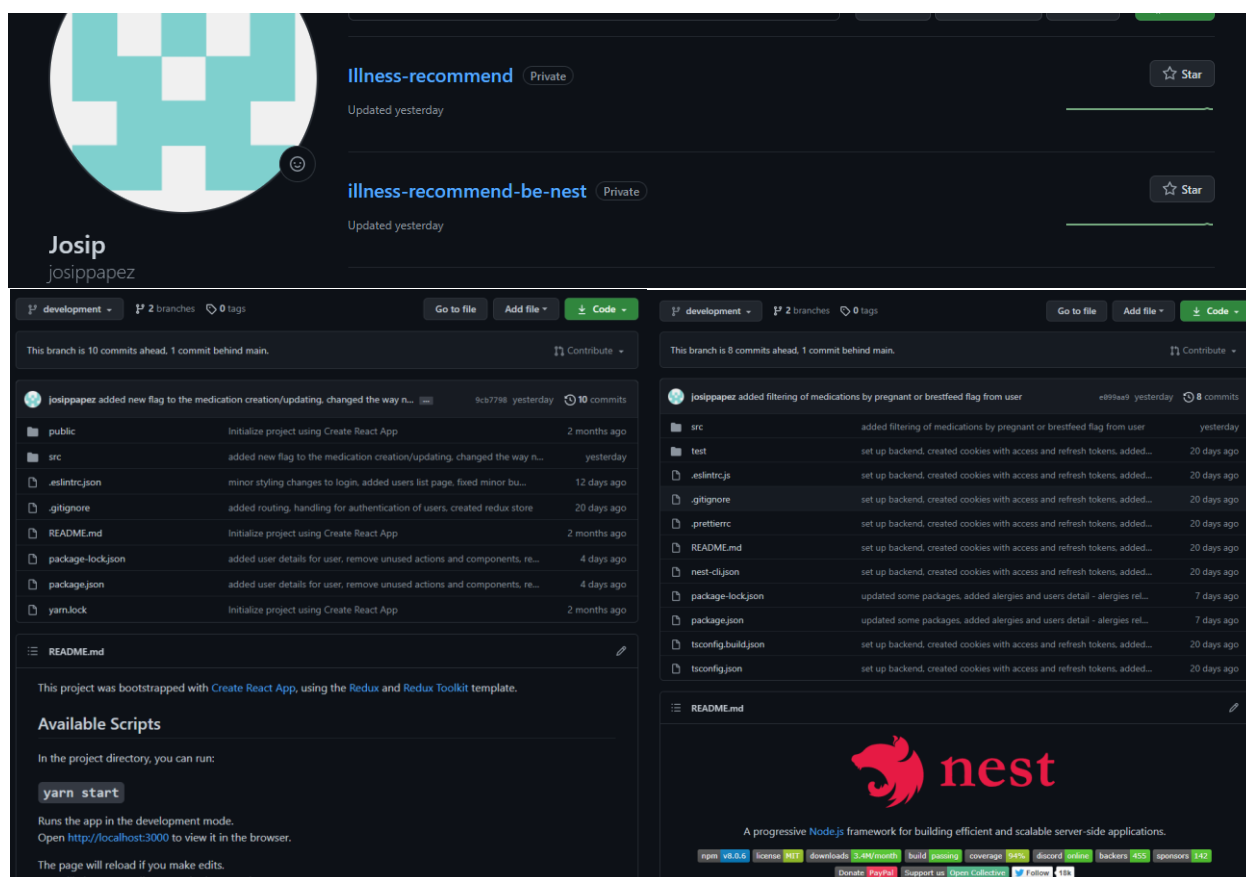 Illness-recommend Private
Star
Updated yesterday
illness-recommend-be-nest Private
Star
Updated yesterday
Josip
josippapez
development 2 branches 0 tags Go to file Add file Code
This branch is 10 commits ahead, 1 commit behind main. Contribute
josippapez added new flag to the medication creation/updating, changed the way n... 9cb7798 yesterday 10 commits
public Initialize project using Create React App 2 months ago
src added new flag to the medication creation/updating, changed the way n... yesterday
.eslintrc.json minor styling changes to login, added users list page, fixed minor bu... 12 days ago
.gitignore added routing, handling for authentication of users, created redux store 20 days ago
README.md Initialize project using Create React App 2 months ago
package-lock.json added user details for user, remove unused actions and components, re... 4 days ago
package.json added user details for user, remove unused actions and components, re... 4 days ago
yarn.lock Initialize project using Create React App 2 months ago
README.md
This project was bootstrapped with Create React App, using the Redux and Redux Toolkit template.
Available Scripts
In the project directory, you can run:
yarn start
Runs the app in the development mode.
Open http://localhost:3000 to view it in the browser.
The page will reload if you make edits.
development 2 branches 0 tags Go to file Add file Code
This branch is 8 commits ahead, 1 commit behind main. Contribute
josippapez added filtering of medications by pregnant or brestfeed flag from user e099aa9 yesterday 8 commits
src added filtering of medications by pregnant or brestfeed flag from user yesterday
test set up backend, created cookies with access and refresh tokens, added... 20 days ago
.eslintrc.js set up backend, created cookies with access and refresh tokens, added... 20 days ago
.gitignore set up backend, created cookies with access and refresh tokens, added... 20 days ago
.prettierrc set up backend, created cookies with access and refresh tokens, added... 20 days ago
README.md set up backend, created cookies with access and refresh tokens, added... 20 days ago
nest-cli.json set up backend, created cookies with access and refresh tokens, added... 20 days ago
package-lock.json updated some packages, added alergies and users detail - alergies rel... 7 days ago
package.json updated some packages, added alergies and users detail - alergies rel... 7 days ago
tsconfig.build.json set up backend, created cookies with access and refresh tokens, added... 20 days ago
tsconfig.json set up backend, created cookies with access and refresh tokens, added... 20 days ago
README.md
nest
A progressive Node.js framework for building efficient and scalable server-side applications.
npm v8.0.6 license MIT downloads 3.4M/month build passing coverage 94% discord online backers 455 sponsors 142
Donate PayPal Support us Open Collective Follow 18k